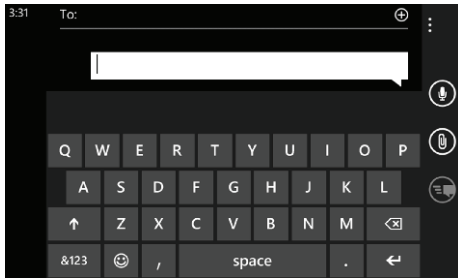 3:31
To:
Q W E R T Y U I O P
A S D F G H J K L
Z X C V B N M
&123 , space .